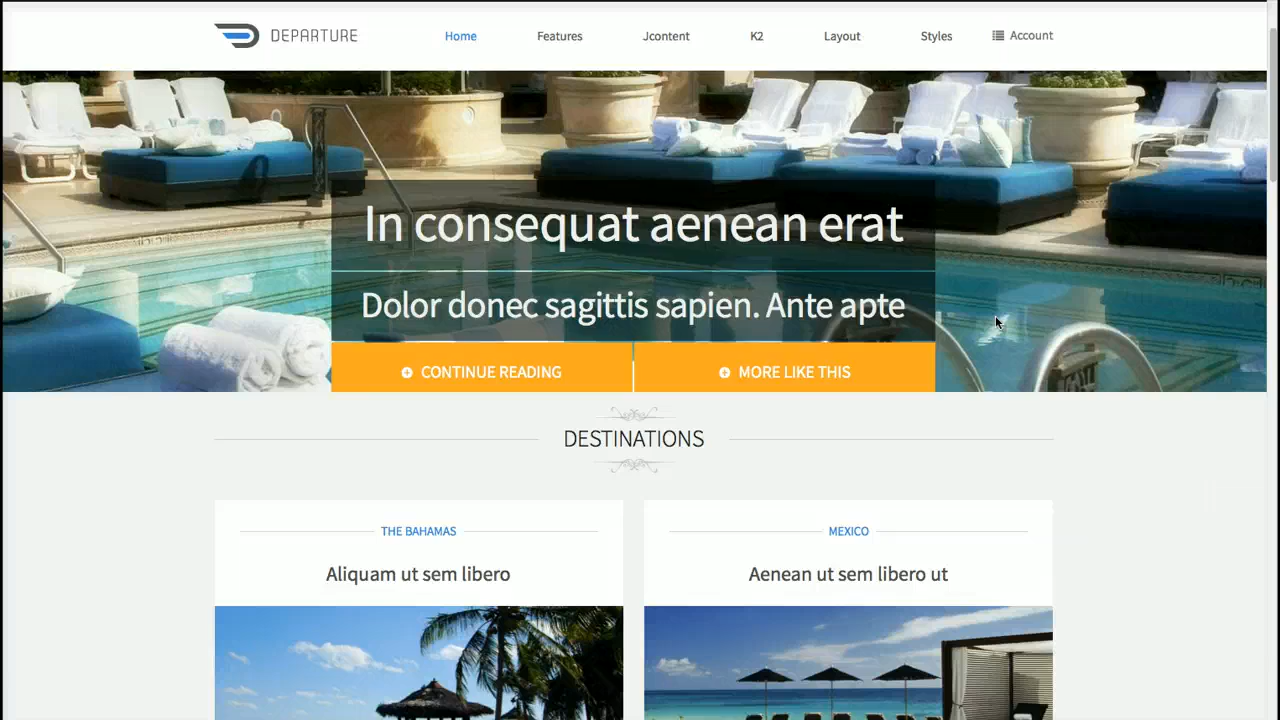 DEPARTURE
Home Features Jcontent K2 Layout Styles Account
In consequat aenean erat
Dolor donec sagittis sapien. Ante apte
CONTINUE READING MORE LIKE THIS
DESTINATIONS
THE BAHAMAS
Aliquam ut sem libero
MEXICO
Aenean ut sem libero ut